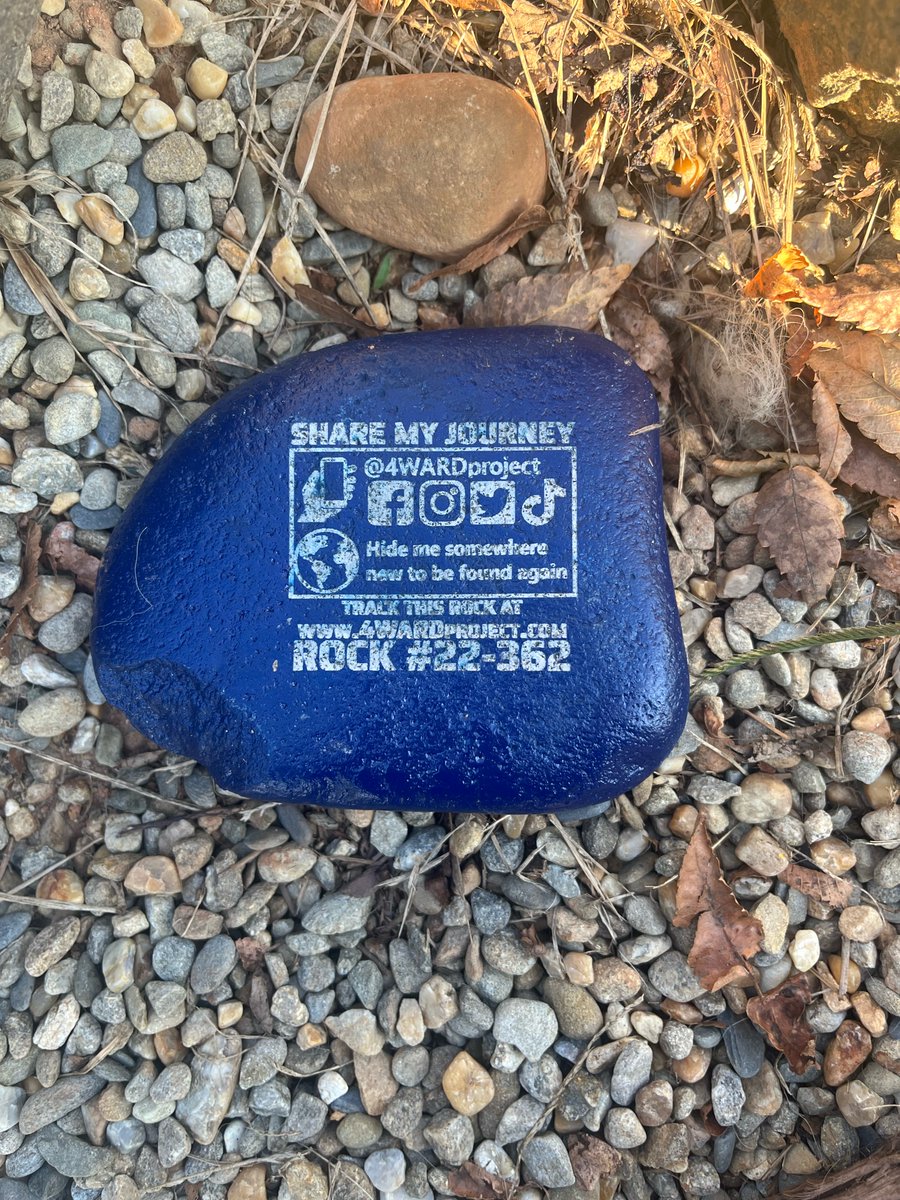 SHARE MY JOURNEY
@4WARDproject
Hide me somewhere
new to be found again
TRACK THIS ROCK AT
WWW.4WARDPROJECT.COM
ROCK #22-362